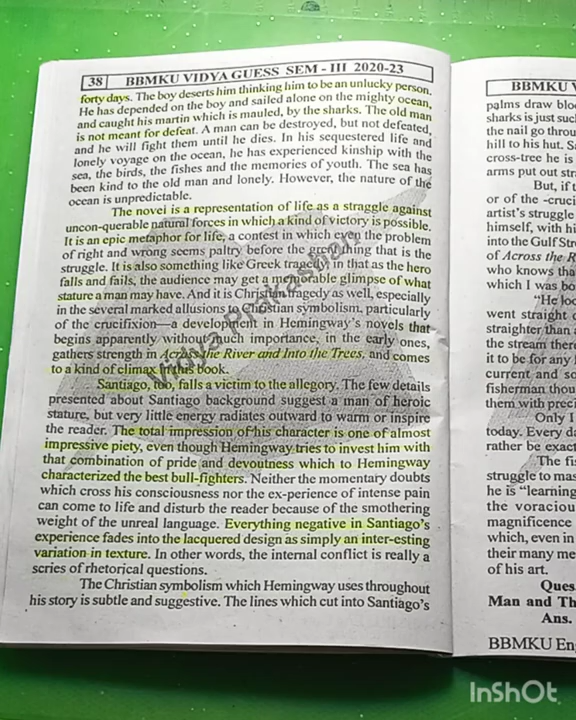 38 BBMKU VIDYA GUESS SEM - III 2020-23
forty days. The boy deserts him thinking him to be an unlucky person.
He has depended on the boy and sailed alone on the mighty ocean,
and caught his martin which is mauled, by the sharks. The old man
is not meant for defeat. A man can be destroyed, but not defeated,
and he will fight them until he dies. In his sequestered life and
lonely voyage on the ocean, he has experienced kinship with the
sea, the birds, the fishes and the memories of youth. The sea has
been kind to the old man and lonely. However, the nature of the
ocean is unpredictable.
The novel is a representation of life as a straggle against
uncon-querable natural forces in which a kind of victory is possible.
It is an epic metaphor for life, a contest in which even the problem
of right and wrong seems paltry before the great thing that is the
struggle. It is also something like Greek tragedy in that as the hero
falls and fails, the audience may get a memorable glimpse of what
stature a man may have. And it is Christian tragedy as well, especially
in the several marked allusions to Christian symbolism, particularly
of the crucifixion—a development in Hemingway's novels that
begins apparently without much importance, in the early ones,
gathers strength in Across the River and Into the Trees, and comes
to a kind of climax in this book.
Santiago, too, falls a victim to the allegory. The few details
presented about Santiago background suggest a man of heroic
stature, but very little energy radiates outward to warm or inspire
the reader. The total impression of his character is one of almost
impressive piety, even though Hemingway tries to invest him with
that combination of pride and devoutness which to Hemingway
characterized the best bull-fighters. Neither the momentary doubts
which cross his consciousness nor the ex-perience of intense pain
can come to life and disturb the reader because of the smothering
weight of the unreal language. Everything negative in Santiago's
experience fades into the lacquered design as simply an inter-esting
variation in texture. In other words, the internal conflict is really a
series of rhetorical questions.
The Christian symbolism which Hemingway uses throughout
his story is subtle and suggestive. The lines which cut into Santiago's
Vidya Prakashan
BBMKU
palms draw
sharks is just
the nail go
hill to his hut.
cross-tree he is
arms put out
But, if
or of the
artist's struggle
himself, with
into the Gulf
of Across the
who knows
which I was
"He
went straight
straighter than
the stream
it to be for any
current and
fisherman
them with
Only I
today. Every
rather be
The
struggle to
he is "learning
the
magnificence
which, even in
their many
of his art.
Ques.
Man and
Ans.
BBMKU
InShOt